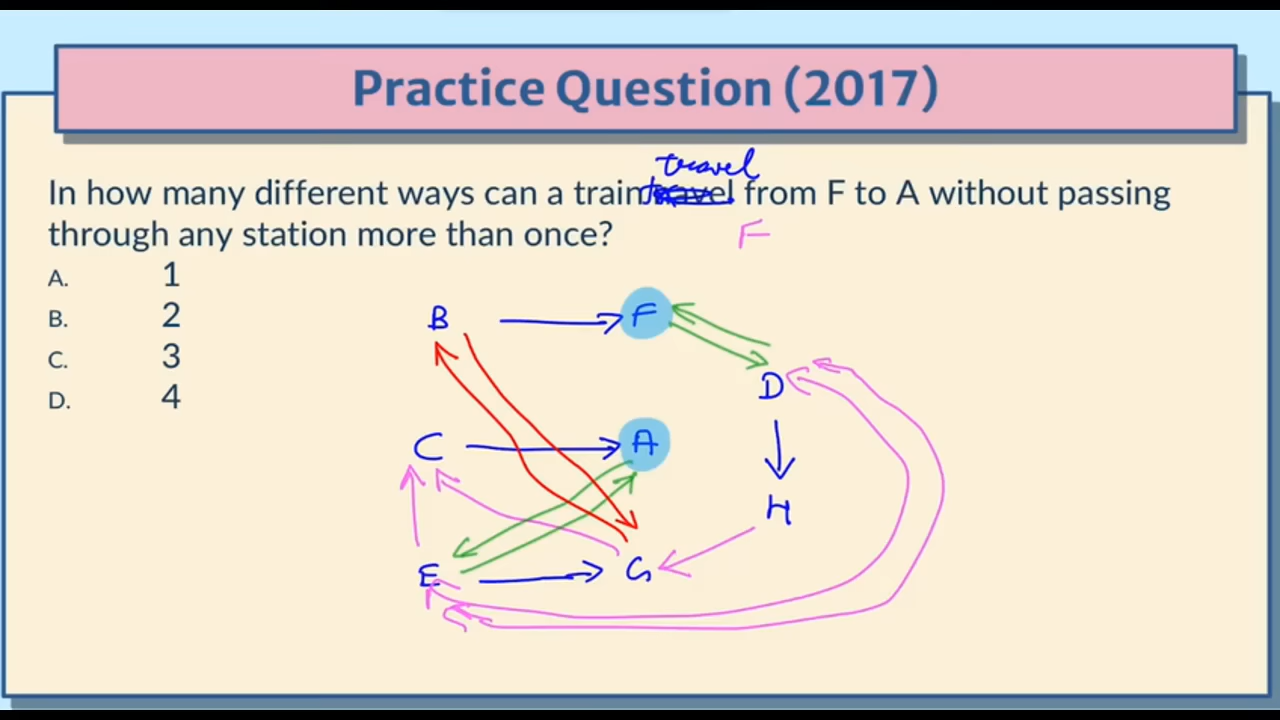 Practice Question (2017)
travel
In how many different ways can a train travel from F to A without passing
through any station more than once?
F
A. 1
B. 2
C. 3
D. 4
B F
D
C A
H
E G